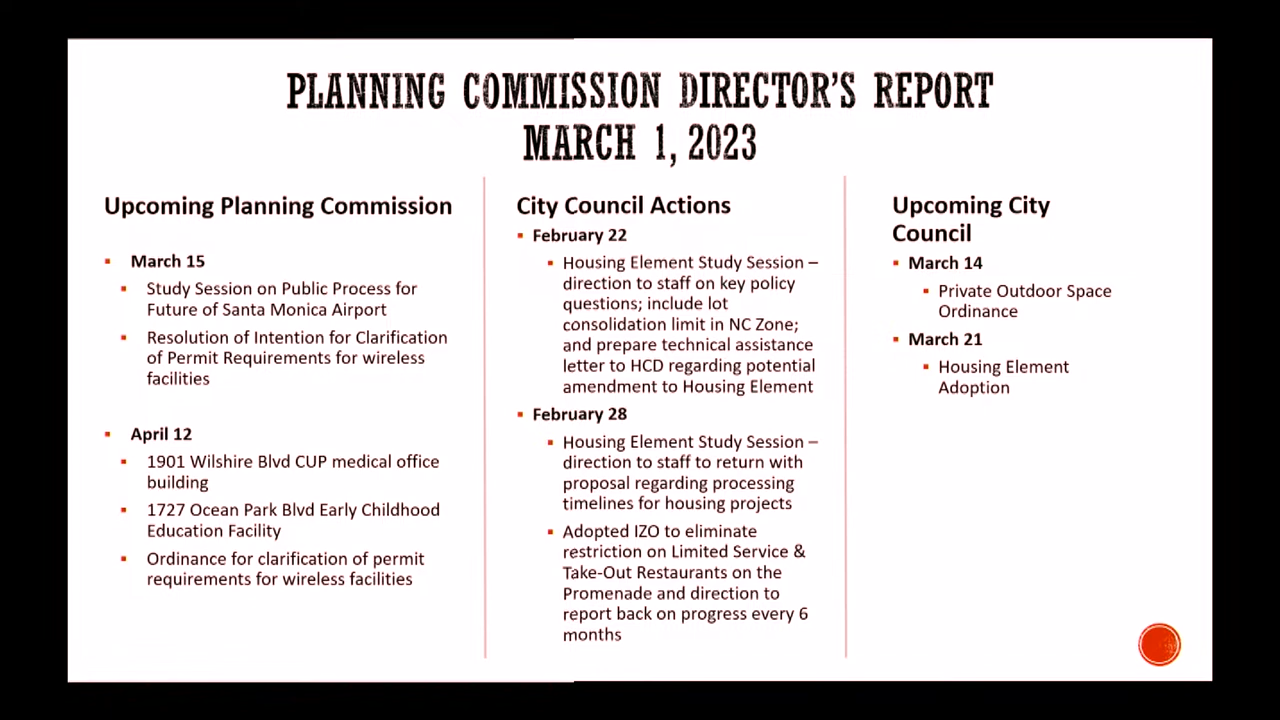 PLANNING COMMISSION DIRECTOR'S REPORT
MARCH 1, 2023
Upcoming Planning Commission
▪ March 15
▪ Study Session on Public Process for
Future of Santa Monica Airport
▪ Resolution of Intention for Clarification
of Permit Requirements for wireless
facilities
▪ April 12
▪ 1901 Wilshire Blvd CUP medical office
building
▪ 1727 Ocean Park Blvd Early Childhood
Education Facility
▪ Ordinance for clarification of permit
requirements for wireless facilities
City Council Actions
▪ February 22
▪ Housing Element Study Session –
direction to staff on key policy
questions; include lot
consolidation limit in NC Zone;
and prepare technical assistance
letter to HCD regarding potential
amendment to Housing Element
▪ February 28
▪ Housing Element Study Session –
direction to staff to return with
proposal regarding processing
timelines for housing projects
▪ Adopted IZO to eliminate
restriction on Limited Service &
Take-Out Restaurants on the
Promenade and direction to
report back on progress every 6
months
Upcoming City
Council
▪ March 14
▪ Private Outdoor Space
Ordinance
▪ March 21
▪ Housing Element
Adoption